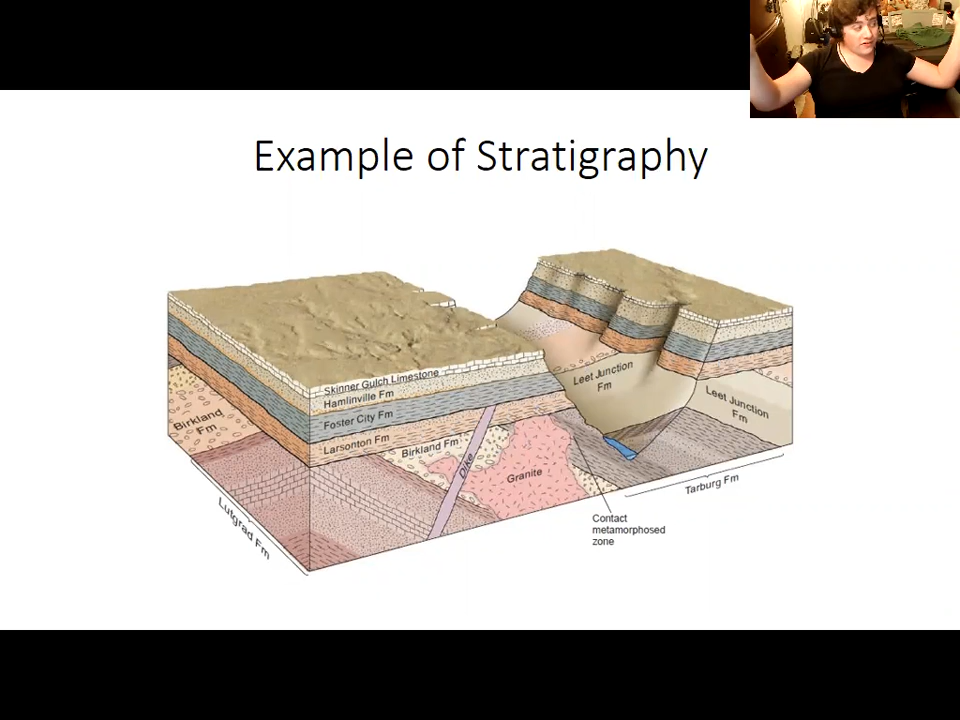 Example of Stratigraphy
Skinner Gulch Limestone
Hamlinville Fm
Foster City Fm
Larsonton Fm
Birkland
Fm
Birkland Fm
Dike
Granite
Leet Junction
Fm
Leet Junction
Fm
Tarburg Fm
Contact
metamorphosed
zone
Lutgrad Fm